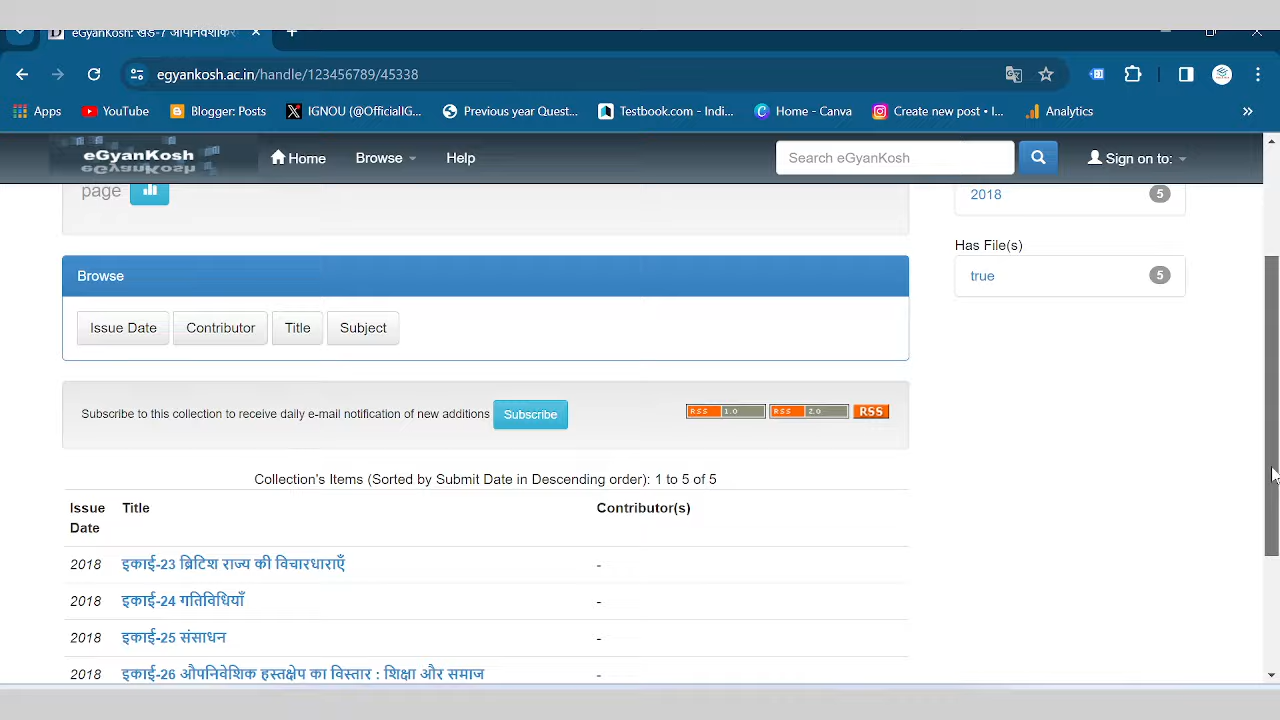 eGyanKosh: खंड-7 औपनिवेशिक
egyankosh.ac.in/handle/123456789/45338
Apps YouTube Blogger: Posts IGNOU (@OfficialIG... Previous year Quest... Testbook.com - Indi... Home - Canva Create new post • I... Analytics »
eGyanKosh Home Browse Help Search eGyanKosh Sign on to:
page
2018 5
Has File(s)
true 5
Browse
Issue Date Contributor Title Subject
Subscribe to this collection to receive daily e-mail notification of new additions Subscribe RSS 1.0 RSS 2.0 RSS
Collection's Items (Sorted by Submit Date in Descending order): 1 to 5 of 5
Issue Date Title Contributor(s)
2018 इकाई-23 ब्रिटिश राज्य की विचारधाराएँ -
2018 इकाई-24 गतिविधियाँ -
2018 इकाई-25 संसाधन -
2018 इकाई-26 औपनिवेशिक हस्तक्षेप का विस्तार : शिक्षा और समाज -